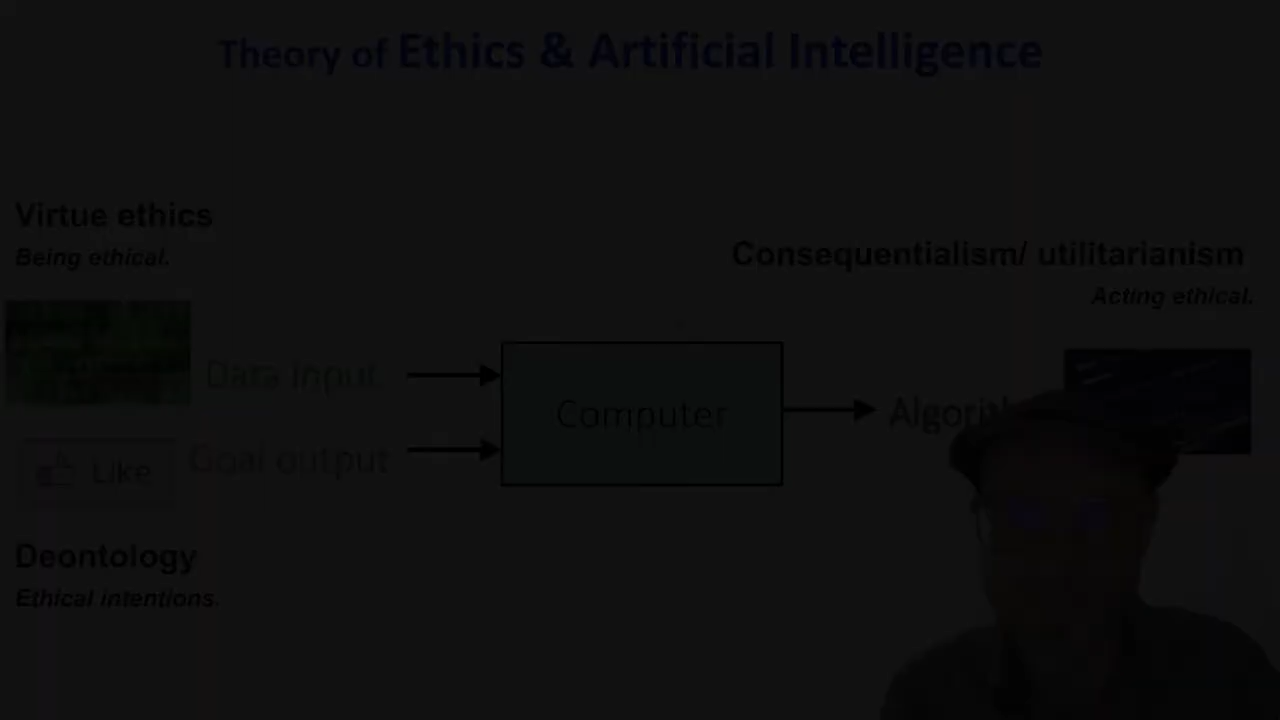 Theory of Ethics & Artificial Intelligence
Virtue ethics
Being ethical.
Consequentialism/ utilitarianism
Acting ethical.
Data input
Computer
Goal output
Like
Deontology
Ethical intentions.